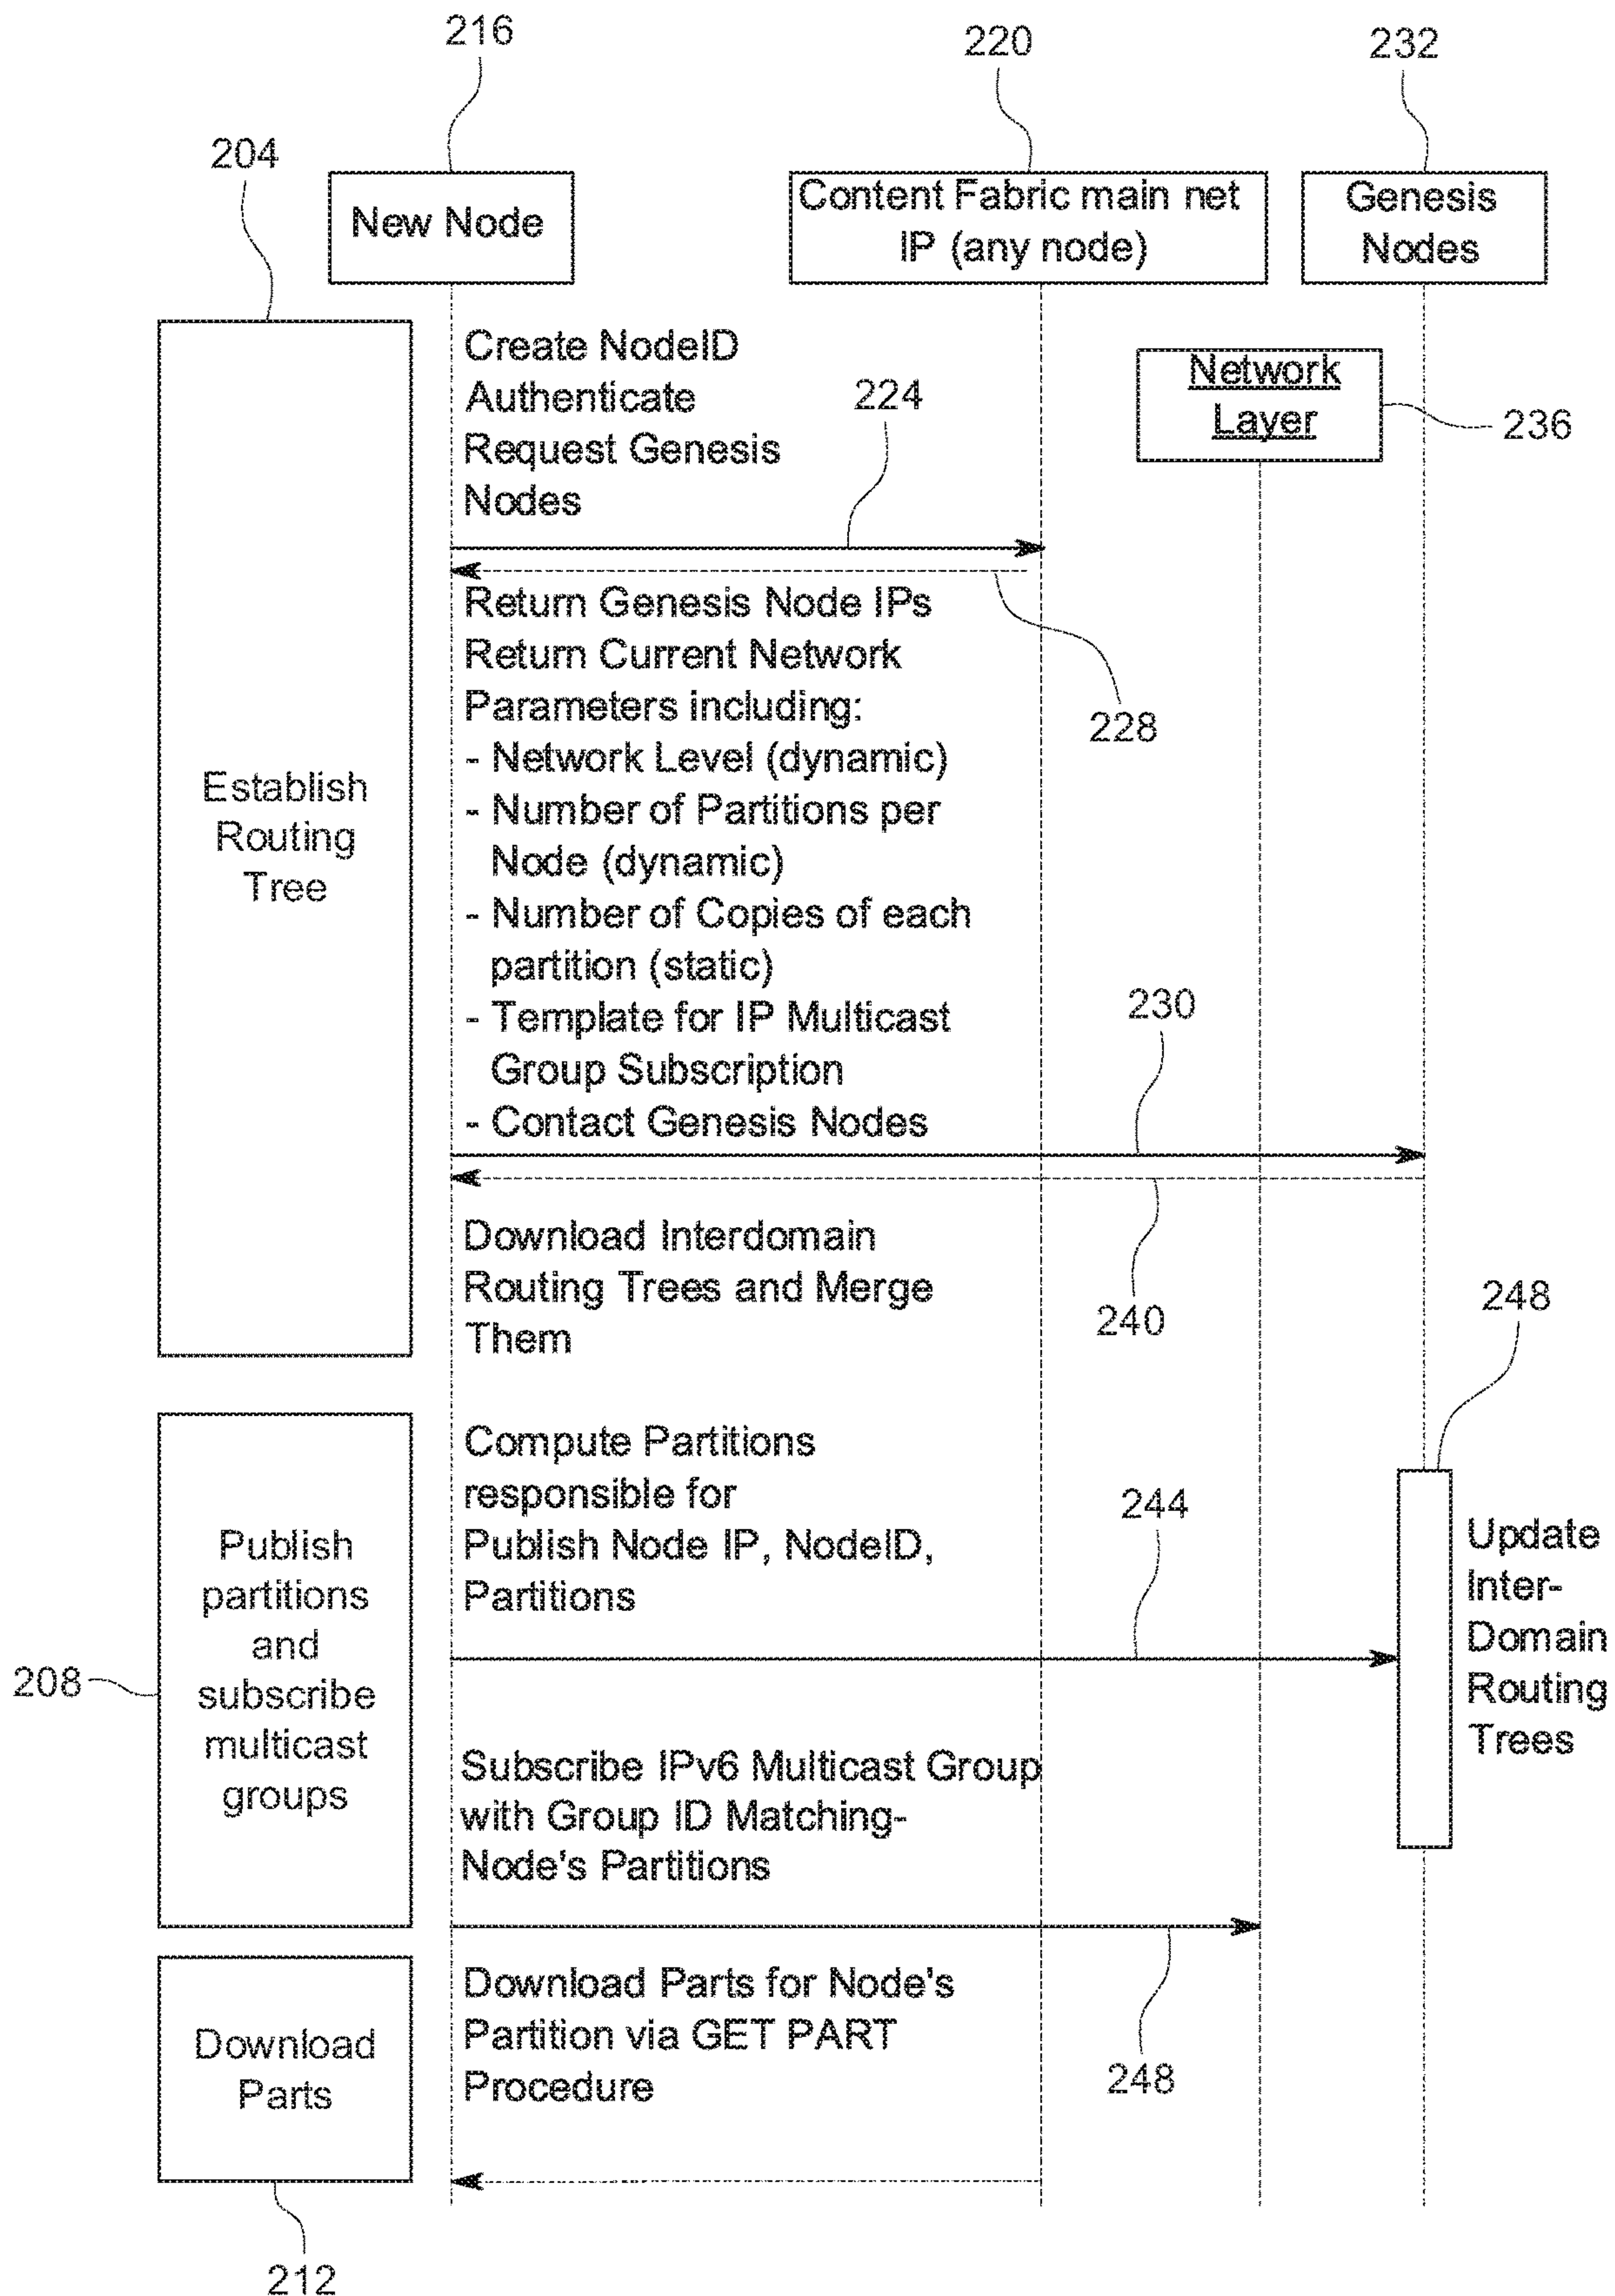 216
220
232
204
New Node
Content Fabric main net
IP (any node)
Genesis
Nodes
Create NodeID
Authenticate
Request Genesis
Nodes
224
Network
Layer
236
Return Genesis Node IPs
Return Current Network
Parameters including:
- Network Level (dynamic)
- Number of Partitions per
Node (dynamic)
- Number of Copies of each
partition (static)
- Template for IP Multicast
Group Subscription
- Contact Genesis Nodes
228
Establish
Routing
Tree
230
Download Interdomain
Routing Trees and Merge
Them
240
248
Compute Partitions
responsible for
Publish Node IP, NodeID,
Partitions
244
Publish
partitions
and
subscribe
multicast
groups
208
Update
Inter-
Domain
Routing
Trees
Subscribe IPv6 Multicast Group
with Group ID Matching-
Node's Partitions
Download Parts for Node's
Partition via GET PART
Procedure
248
Download
Parts
212